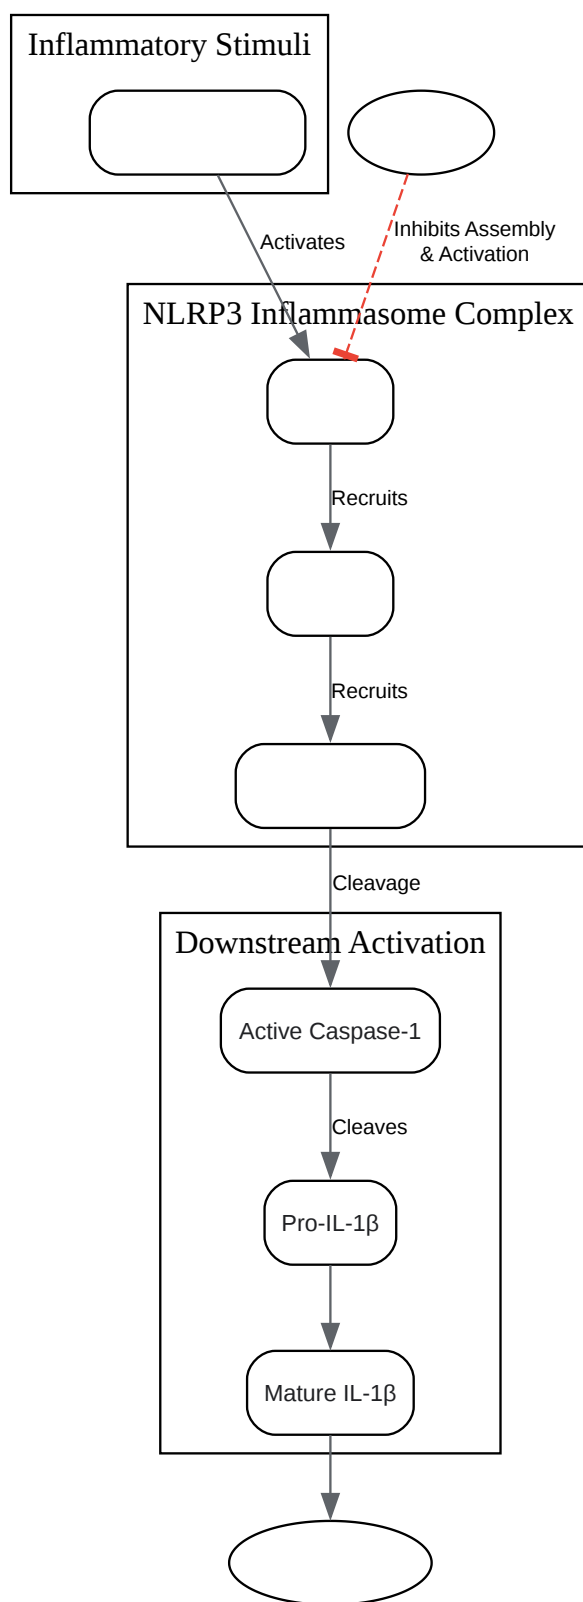 Inflammatory Stimuli
Activates
Inhibits Assembly
& Activation
NLRP3 Inflammasome Complex
Recruits
Recruits
Cleavage
Downstream Activation
Active Caspase-1
Cleaves
Pro-IL-1β
Mature IL-1β